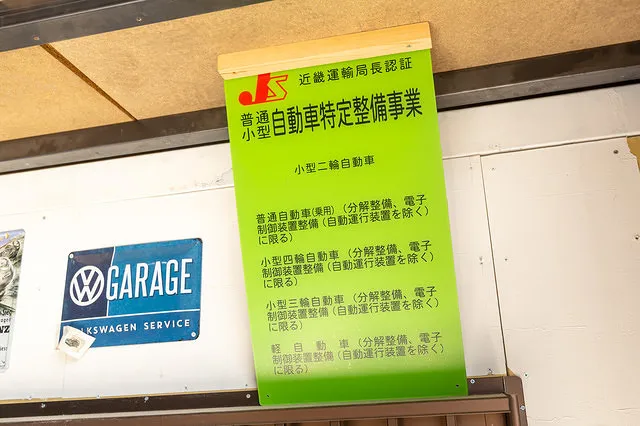 近畿運輸局長認証
普通
小型
自動車特定整備事業
小型二輪自動車
普通自動車(乗用)（分解整備、電子
制御装置整備（自動運行装置を除く）
に限る）
小型四輪自動車（分解整備、電子
制御装置整備（自動運行装置を除く）
に限る）
小型三輪自動車（分解整備、電子
制御装置整備（自動運行装置を除く）
に限る）
軽自動車（分解整備、電子
制御装置整備（自動運行装置を除く）
に限る）
GARAGE
KSWAGEN SERVICE
NZ